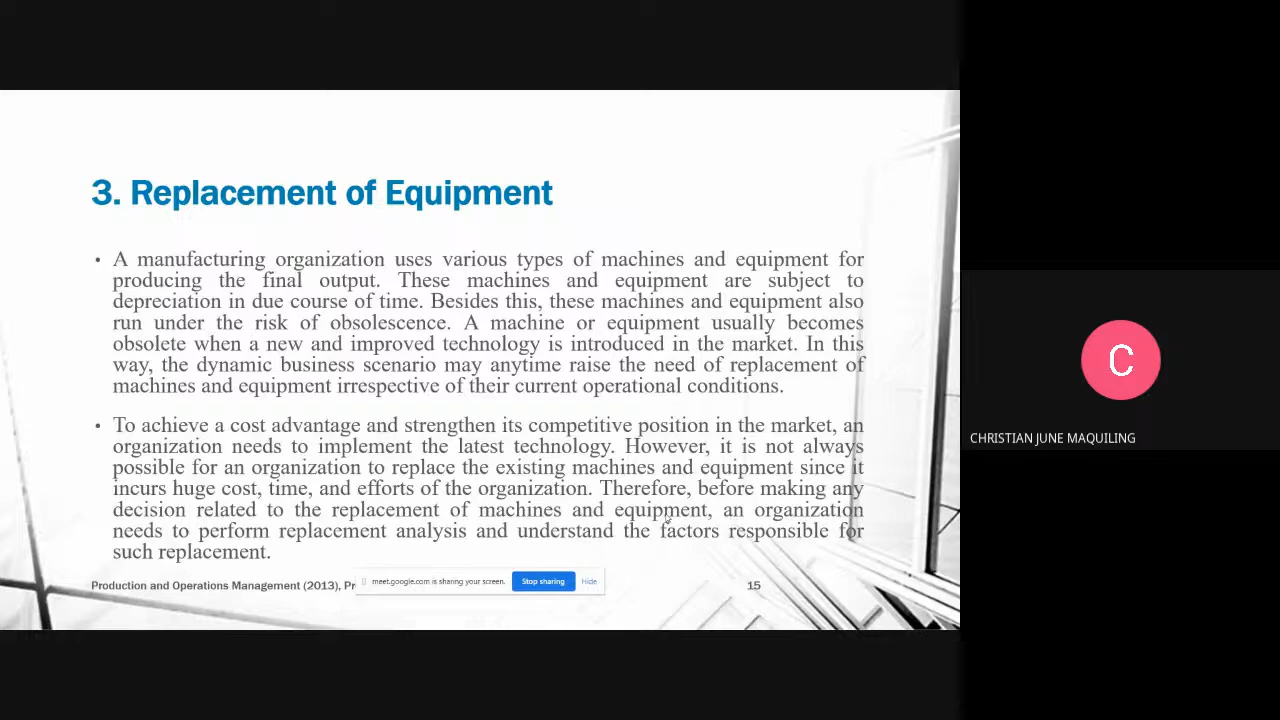 3. Replacement of Equipment
• A manufacturing organization uses various types of machines and equipment for
producing the final output. These machines and equipment are subject to
depreciation in due course of time. Besides this, these machines and equipment also
run under the risk of obsolescence. A machine or equipment usually becomes
obsolete when a new and improved technology is introduced in the market. In this
way, the dynamic business scenario may anytime raise the need of replacement of
machines and equipment irrespective of their current operational conditions.
• To achieve a cost advantage and strengthen its competitive position in the market, an
organization needs to implement the latest technology. However, it is not always
possible for an organization to replace the existing machines and equipment since it
incurs huge cost, time, and efforts of the organization. Therefore, before making any
decision related to the replacement of machines and equipment, an organization
needs to perform replacement analysis and understand the factors responsible for
such replacement.
Production and Operations Management (2013), Pr
meet.google.com is sharing your screen. Stop sharing Hide
15
C
CHRISTIAN JUNE MAQUILING